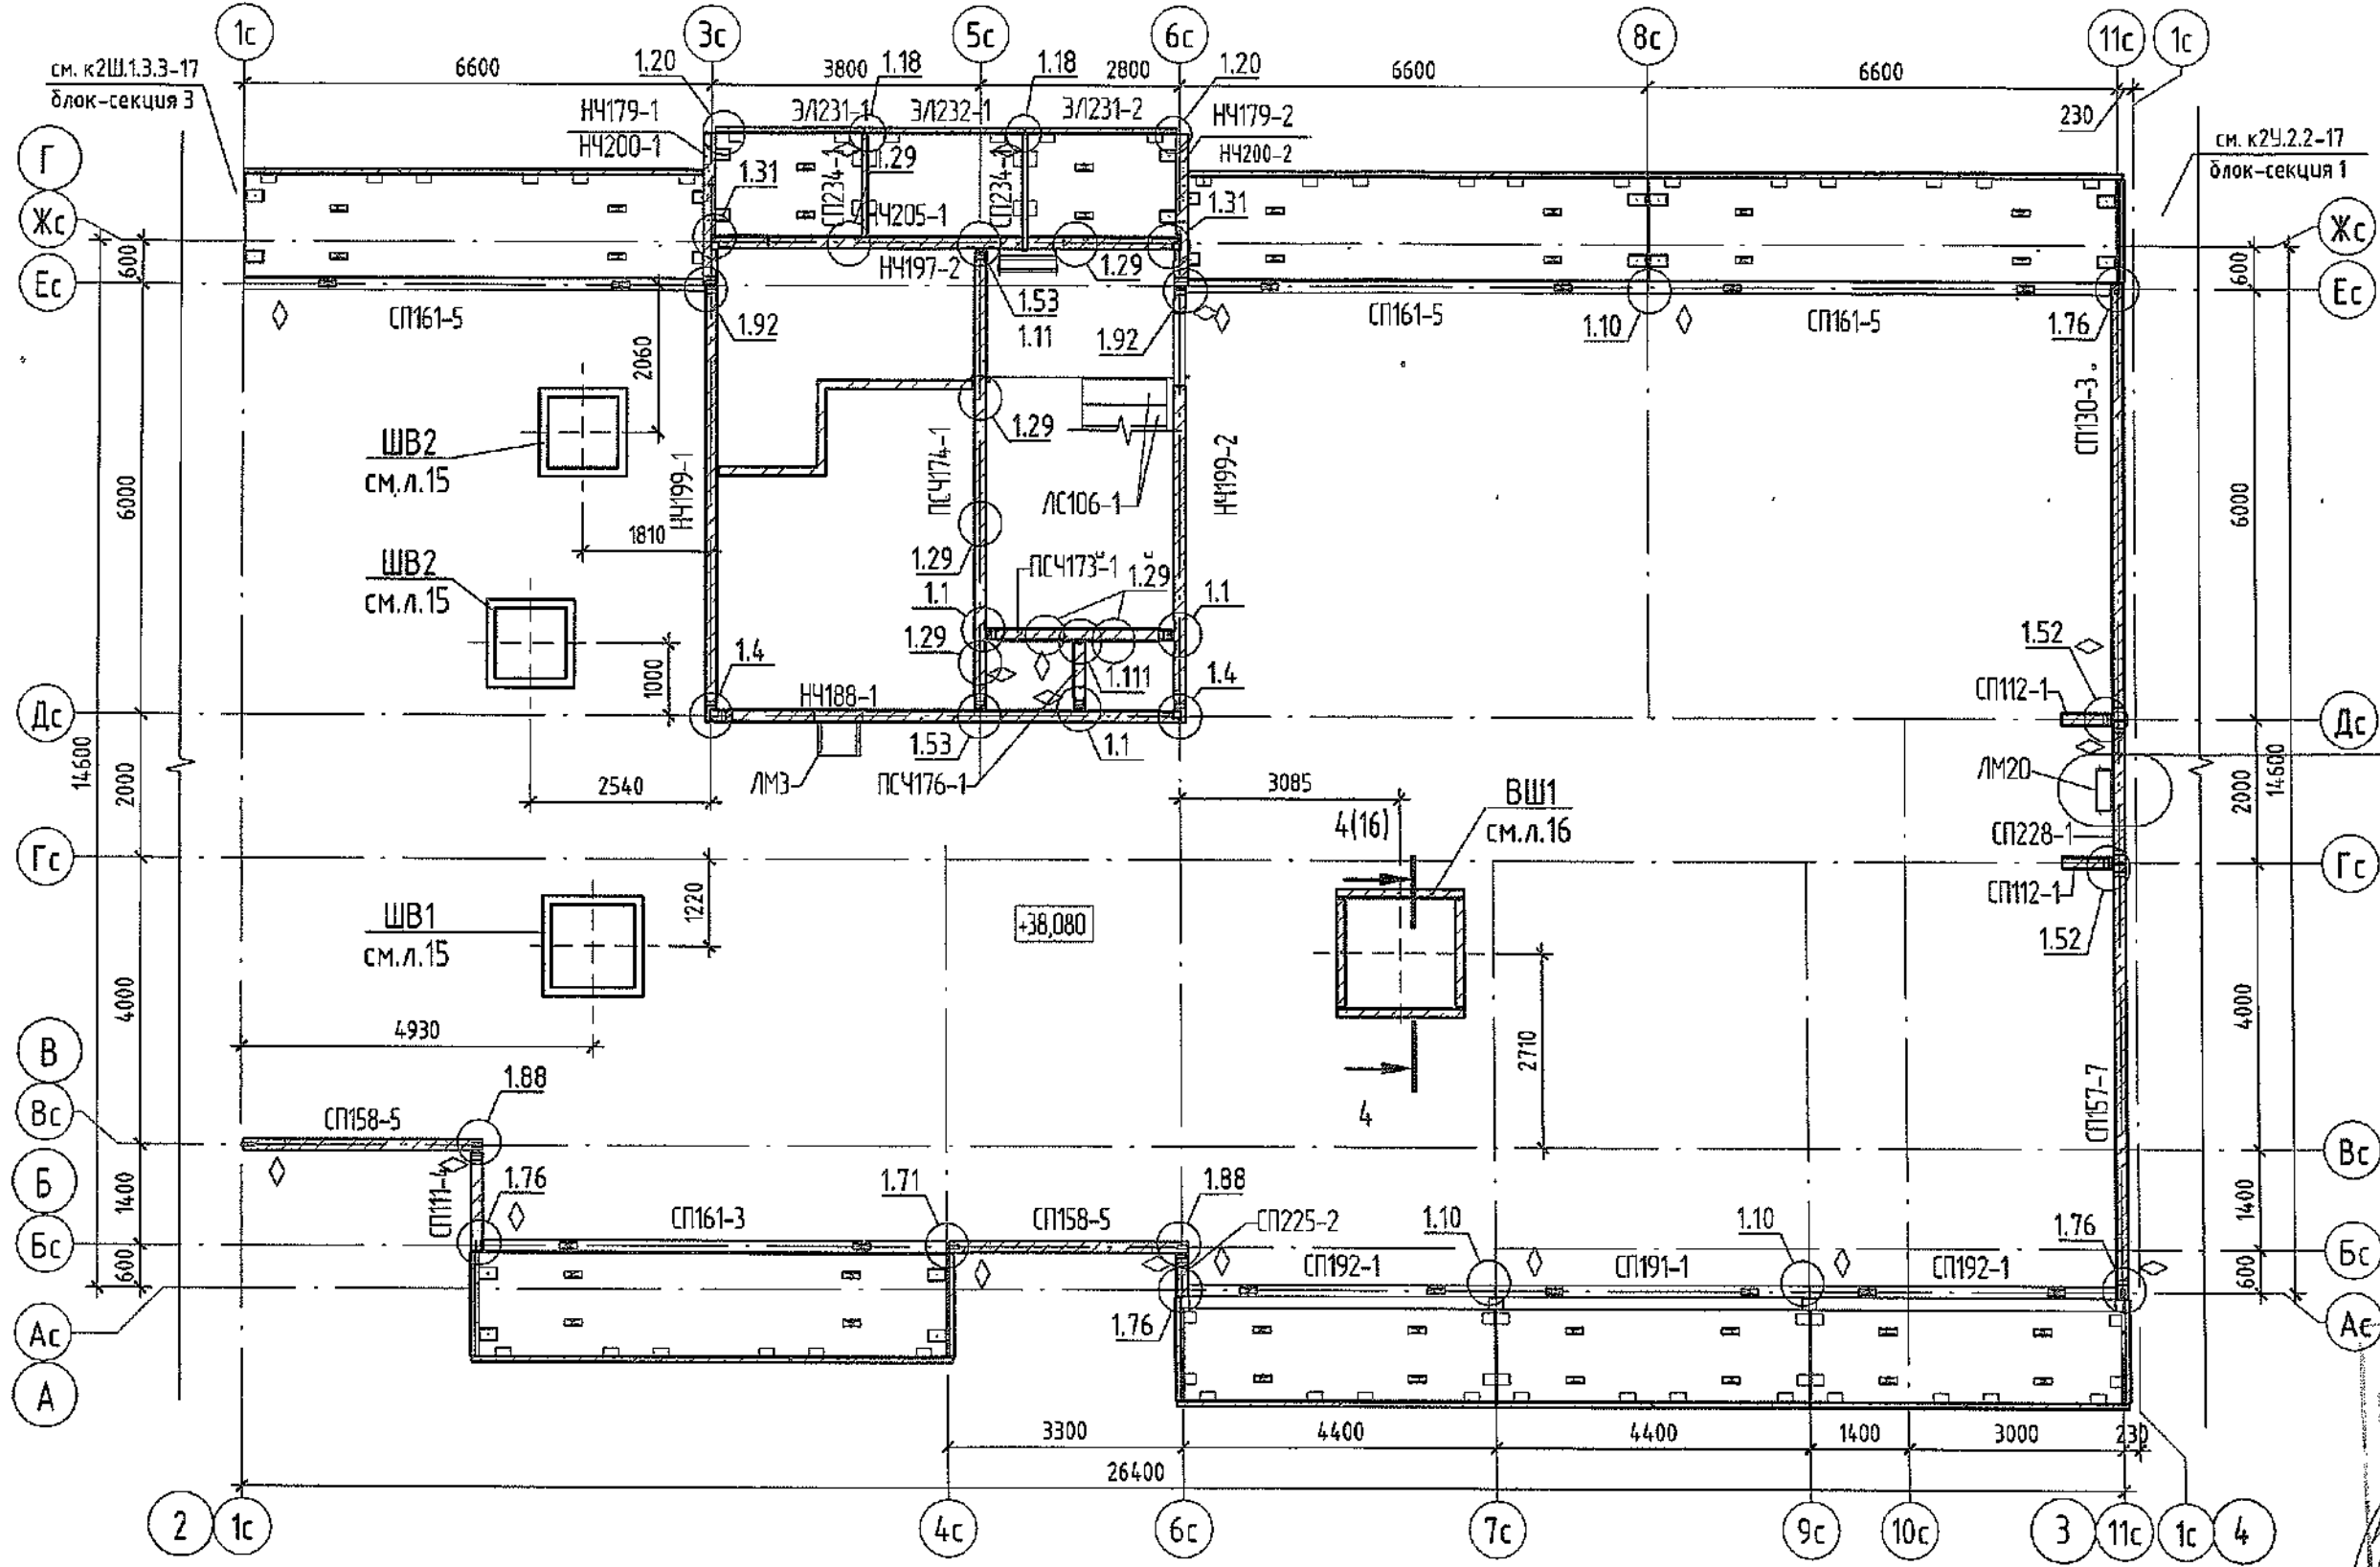 1с
3с
5с
6с
8с
11с
1с
см. к2Ш.1.3.3-17
блок-секция 3
6600
1.20
3800
1.18
1.18
2800
1.20
6600
6600
230
см. к2У.2.2-17
блок-секция 1
НЧ179-1
НЧ200-1
ЭЛ231-1
ЭЛ232-1
ЭЛ231-2
НЧ179-2
НЧ200-2
Г
Жс
Ес
600
1.31
СП234-1
1.29
НЧ205-1
СП234-1
1.31
Жс
Ес
600
СП161-5
НЧ197-2
1.29
1.53
1.11
1.92
1.92
СП161-5
1.10
СП161-5
1.76
2060
СП130-3
ШВ2
см.л.15
НЧ199-1
ПСЧ174-1
1.29
НЧ199-2
ЛС106-1
6000
6000
1810
ШВ2
см.л.15
1.29
ПСЧ173-1
1.29
1.1
1.1
1.29
1.52
1000
1.4
1.111
1.4
СП112-1
НЧ188-1
Дс
Дс
14600
2000
2540
ЛМ3
1.53
ПСЧ176-1
1.1
3085
ВШ1
см.л.16
4(16)
ЛМ20
2000
14600
СП228-1
Гс
Гс
1220
СП112-1
ШВ1
см.л.15
+38,080
1.52
4000
4930
2710
4000
В
Вс
1.88
4
СП157-7
СП158-5
Вс
Б
Бс
1400
СП111-4
1.76
СП161-3
1.71
СП158-5
1.88
СП225-2
1.10
1.10
1.76
1400
Бс
600
СП192-1
СП191-1
СП192-1
600
Ас
А
1.76
Ас
3300
4400
4400
1400
3000
230
26400
2
1с
4с
6с
7с
9с
10с
3
11с
1с
4